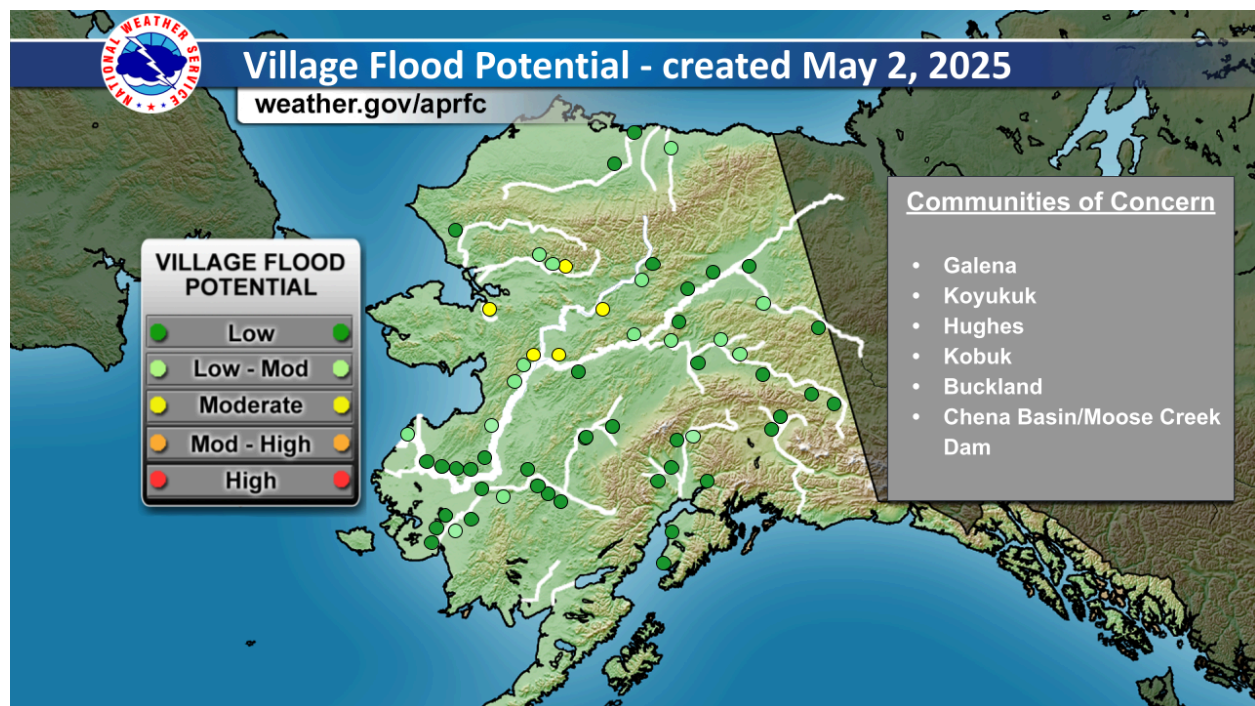 NATIONAL WEATHER SERVICE
Village Flood Potential - created May 2, 2025
weather.gov/aprfc
VILLAGE FLOOD
POTENTIAL
Low
Low - Mod
Moderate
Mod - High
High
Communities of Concern
• Galena
• Koyukuk
• Hughes
• Kobuk
• Buckland
• Chena Basin/Moose Creek
Dam